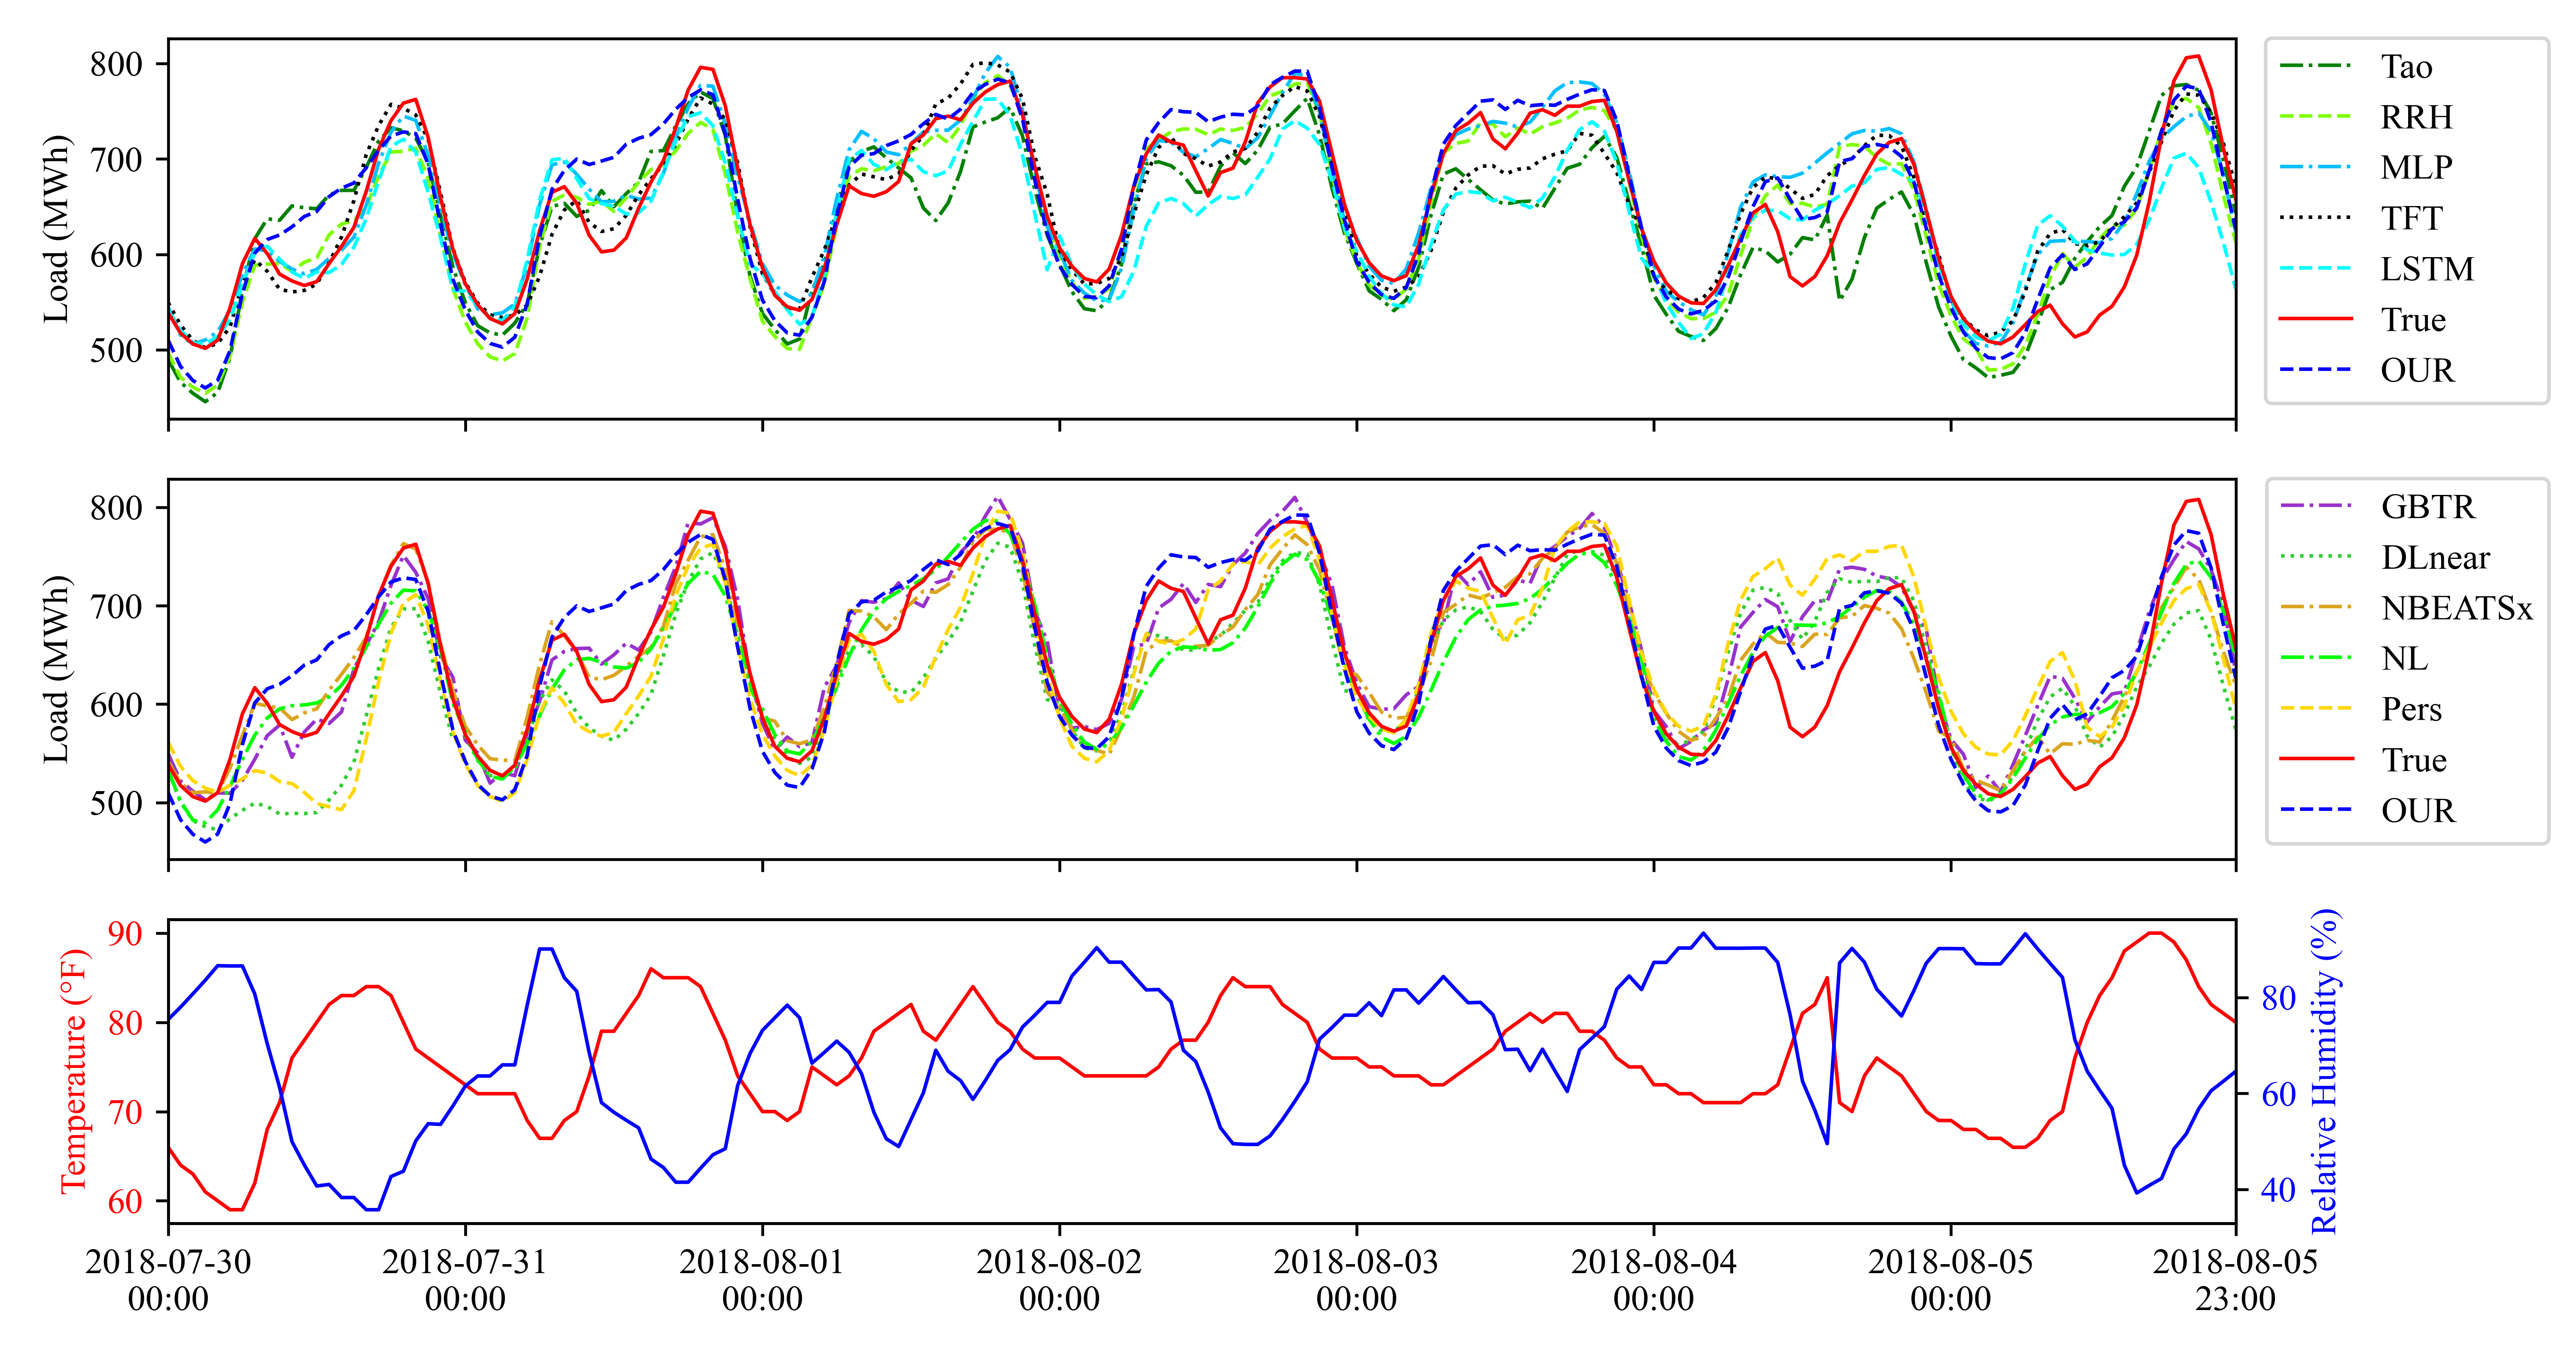 Load (MWh)
800
700
600
500
Tao
RRH
MLP
TFT
LSTM
True
OUR
Load (MWh)
800
700
600
500
GBTR
DLnear
NBEATSx
NL
Pers
True
OUR
Temperature (°F)
90
80
70
60
Relative Humidity (%)
80
60
40
2018-07-30
00:00
2018-07-31
00:00
2018-08-01
00:00
2018-08-02
00:00
2018-08-03
00:00
2018-08-04
00:00
2018-08-05
00:00
2018-08-05
23:00